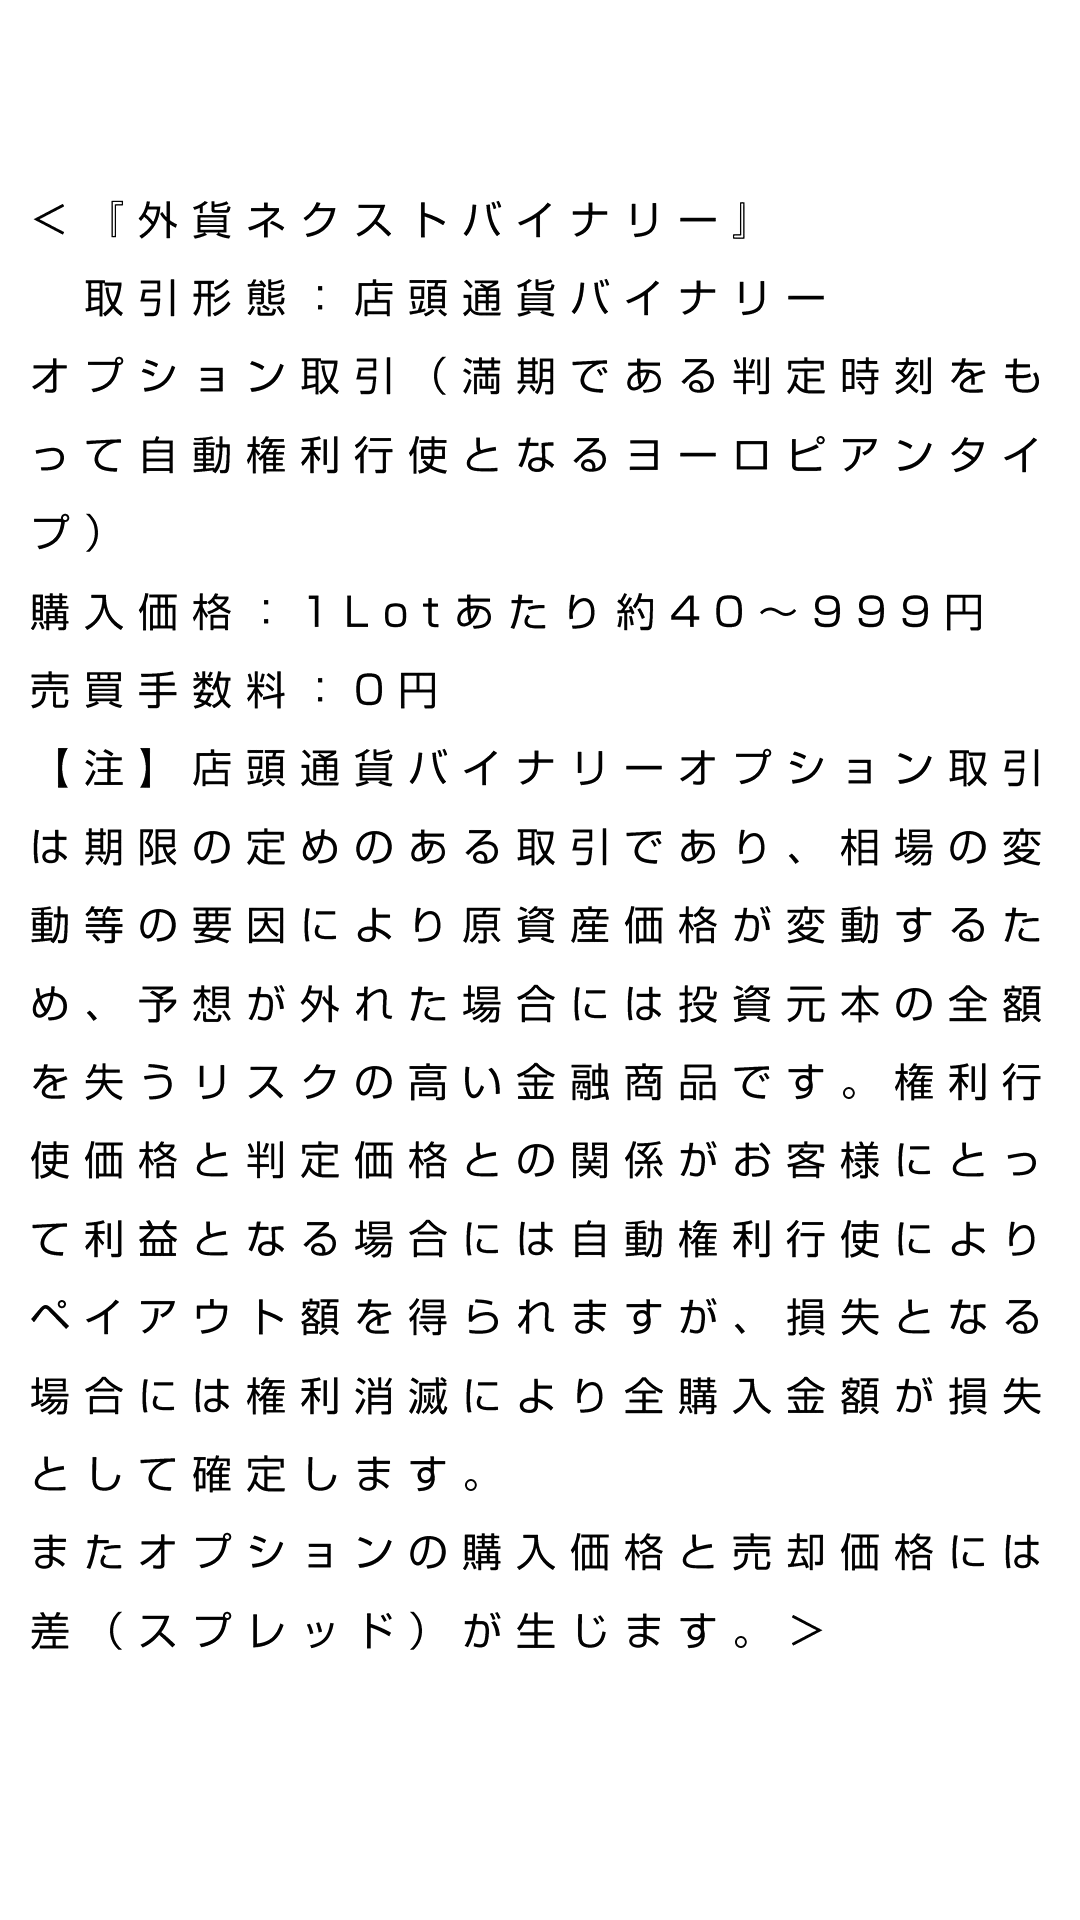 ＜『外貨ネクストバイナリー』
　取引形態：店頭通貨バイナリー
オプション取引（満期である判定時刻をも
って自動権利行使となるヨーロピアンタイ
プ）
購入価格：1Lotあたり約40～999円
売買手数料：0円
【注】店頭通貨バイナリーオプション取引
は期限の定めのある取引であり、相場の変
動等の要因により原資産価格が変動するた
め、予想が外れた場合には投資元本の全額
を失うリスクの高い金融商品です。権利行
使価格と判定価格との関係がお客様にとっ
て利益となる場合には自動権利行使により
ペイアウト額を得られますが、損失となる
場合には権利消滅により全購入金額が損失
として確定します。
またオプションの購入価格と売却価格には
差（スプレッド）が生じます。＞